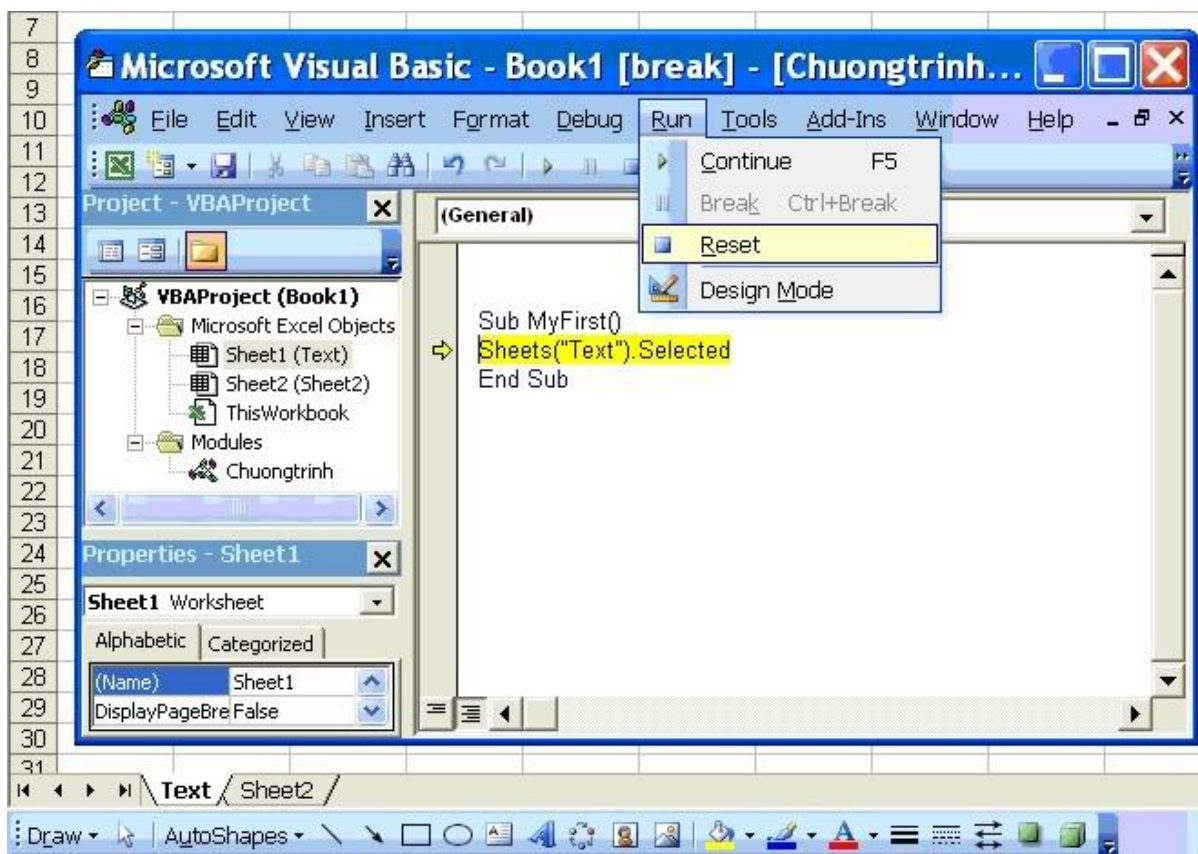 7
8
9
10
11
12
13
14
15
16
17
18
19
20
21
22
23
24
25
26
27
28
29
30
31
Microsoft Visual Basic - Book1 [break] - [Chuongtrinh...
File Edit View Insert Format Debug Run Tools Add-Ins Window Help
Continue F5
Break Ctrl+Break
Reset
Design Mode
Project - VBAProject
(General)
VBAProject (Book1)
Microsoft Excel Objects
Sheet1 (Text)
Sheet2 (Sheet2)
ThisWorkbook
Modules
Chuongtrinh
Sub MyFirst()
Sheets("Text").Selected
End Sub
Properties - Sheet1
Sheet1 Worksheet
Alphabetic Categorized
(Name) Sheet1
DisplayPageBre False
Text Sheet2
Draw AutoShapes